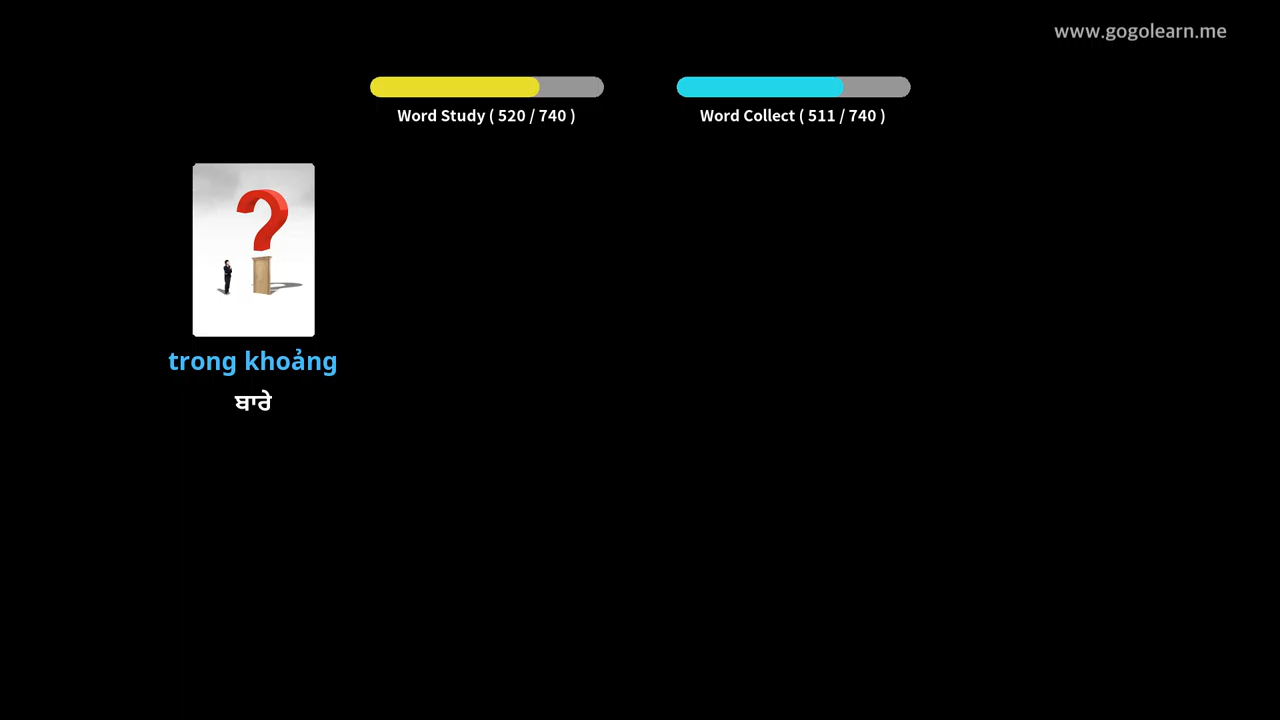 www.gogolearn.me
Word Study ( 520 / 740 )
Word Collect ( 511 / 740 )
trong khoảng
ਬਾਰੇ